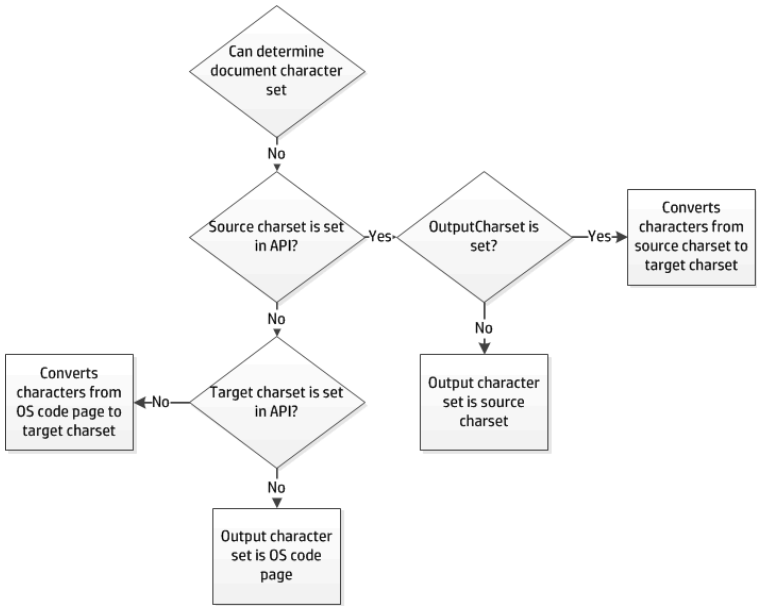 Can determine
document character
set
No
Source charset is set
in API?
Yes
OutputCharset is
set?
Yes
Converts
characters from
source charset to
target charset
No
No
Converts
characters from
OS code page to
target charset
No
Target charset is set
in API?
Output character
set is source
charset
No
Output character
set is OS code
page